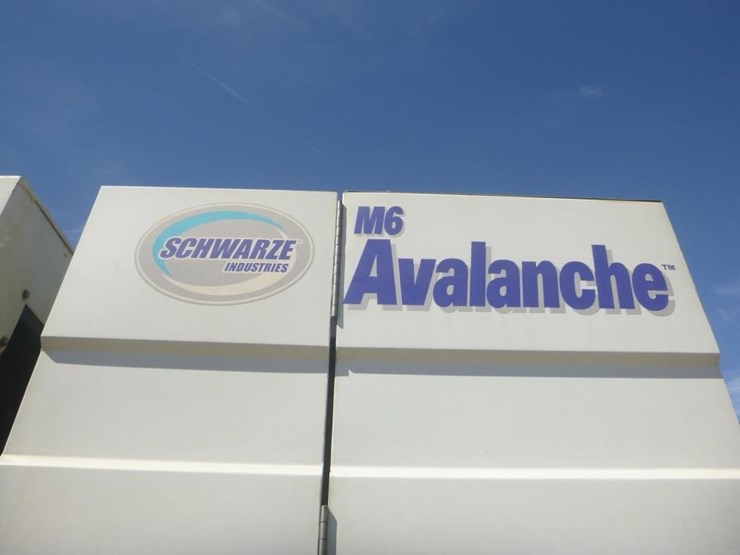 SCHWARZE
INDUSTRIES
M6
Avalanche™